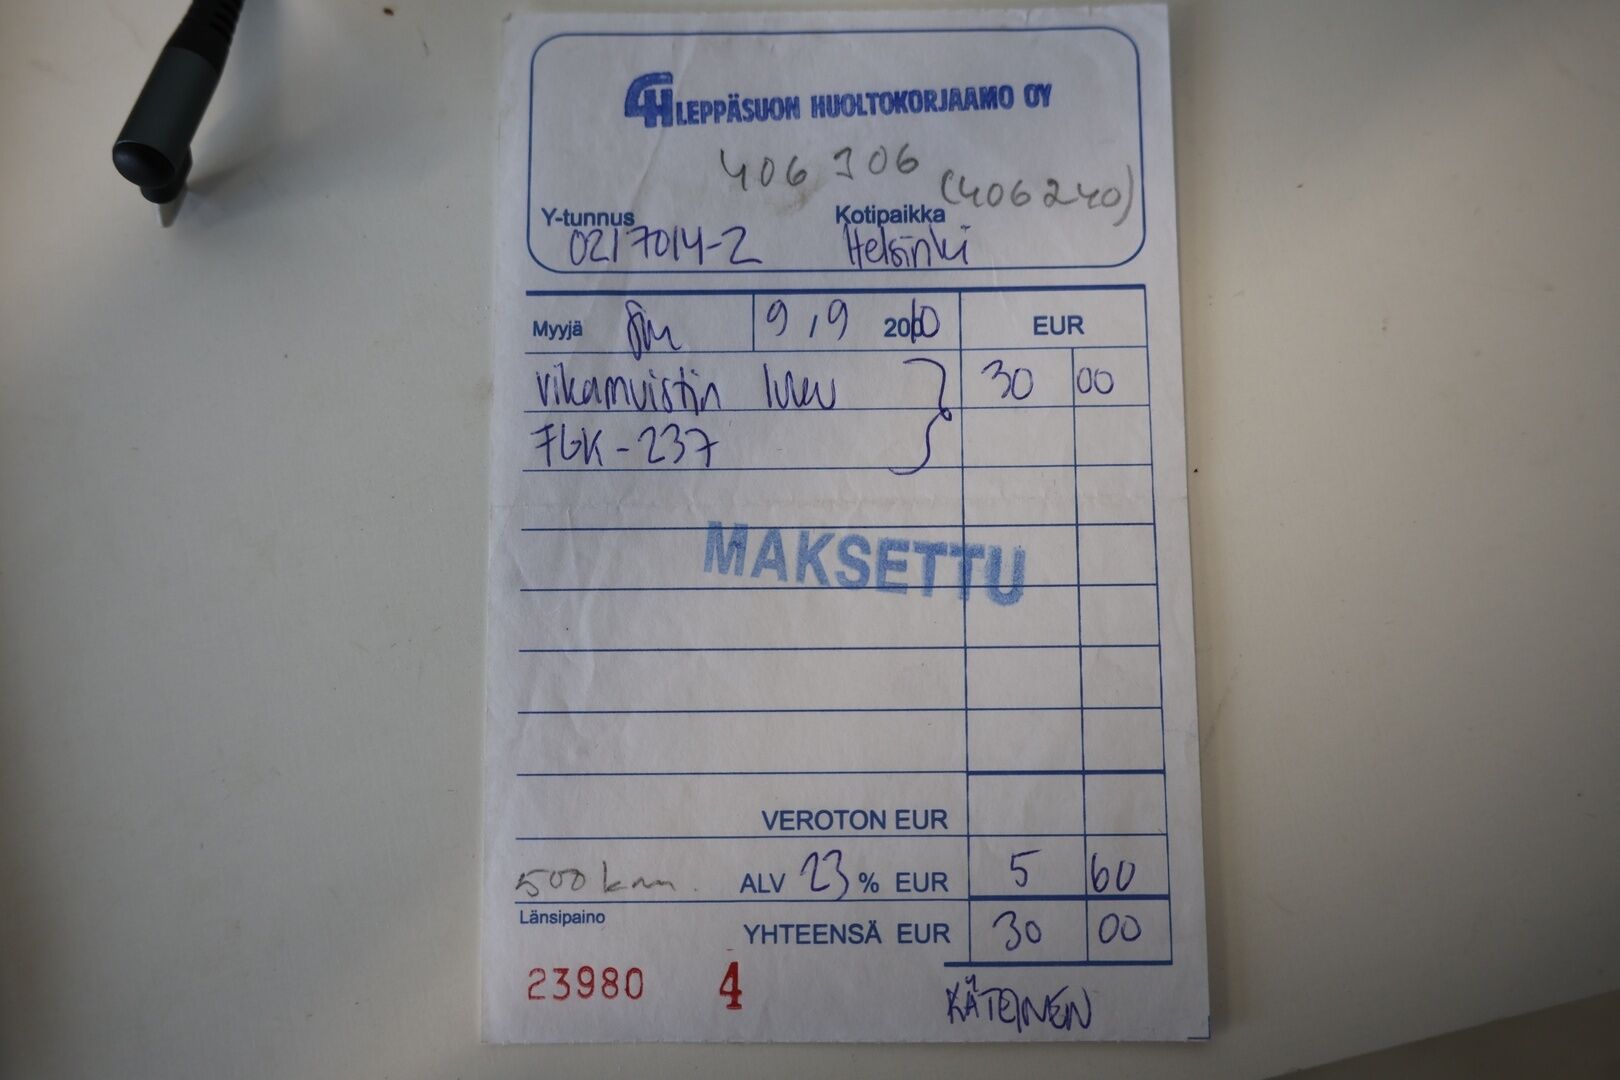 LH LEPPÄSUON HUOLTOKORJAAMO OY
406 306
(406240)
Y-tunnus Kotipaikka
0217014-2 Helsinki
Myyjä 9,9 2010 EUR
vikamuistin luku 30 00
FGK-237
MAKSETTU
VEROTON EUR
500 km. ALV 23 % EUR 5 60
Länsipaino
YHTEENSÄ EUR 30 00
23980 4
KÄTEINEN